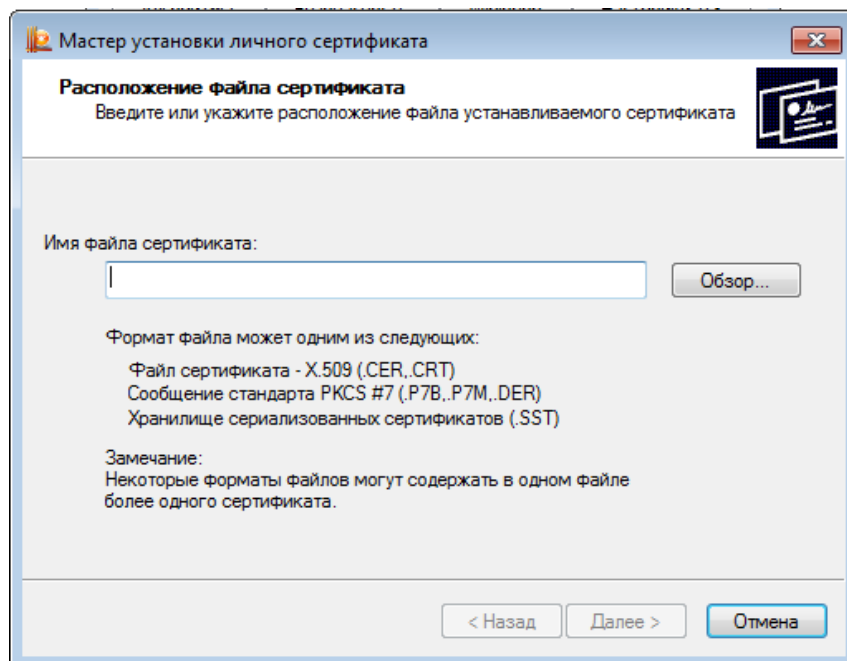 Мастер установки личного сертификата
Расположение файла сертификата
Введите или укажите расположение файла устанавливаемого сертификата
Имя файла сертификата:
Обзор...
Формат файла может одним из следующих:
Файл сертификата - X.509 (.CER,.CRT)
Сообщение стандарта PKCS #7 (.P7B,.P7M,.DER)
Хранилище сериализованных сертификатов (.SST)
Замечание:
Некоторые форматы файлов могут содержать в одном файле
более одного сертификата.
< Назад
Далее >
Отмена